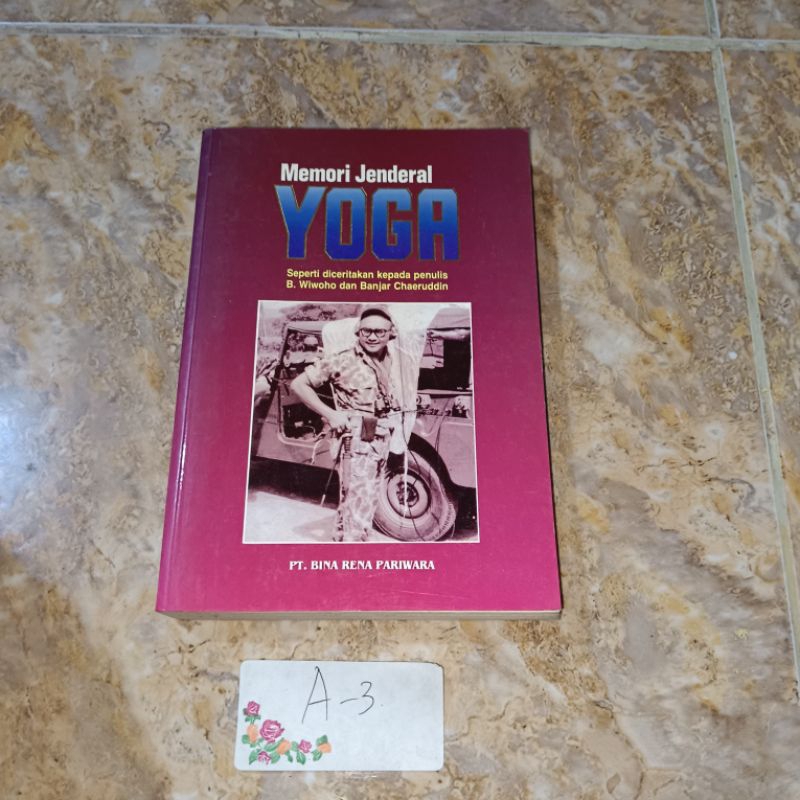 Memori Jenderal
YOGA
Seperti diceritakan kepada penulis
B. Wiwoho dan Banjar Chaeruddin
PT. BINA RENA PARIWARA
A-3